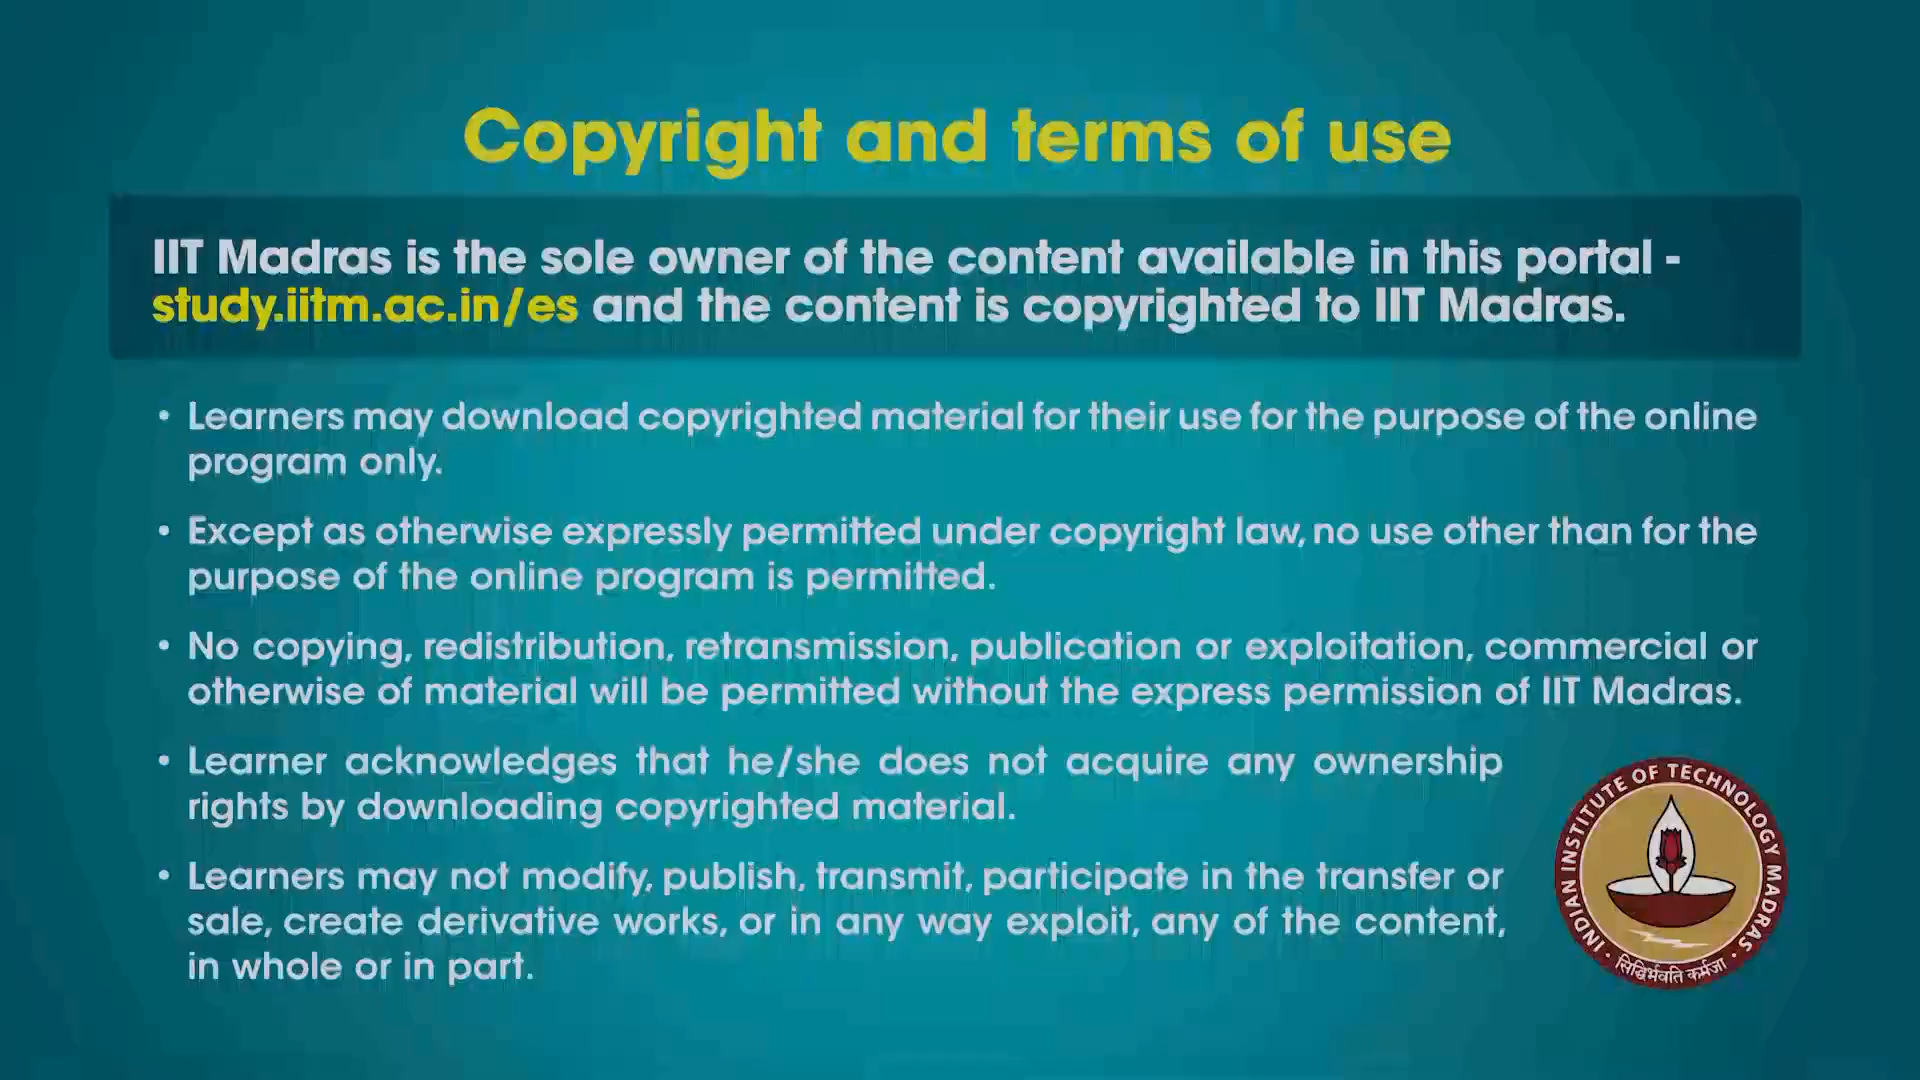 Copyright and terms of use
IIT Madras is the sole owner of the content available in this portal -
study.iitm.ac.in/es and the content is copyrighted to IIT Madras.
• Learners may download copyrighted material for their use for the purpose of the online
program only.
• Except as otherwise expressly permitted under copyright law, no use other than for the
purpose of the online program is permitted.
• No copying, redistribution, retransmission, publication or exploitation, commercial or
otherwise of material will be permitted without the express permission of IIT Madras.
• Learner acknowledges that he/she does not acquire any ownership
rights by downloading copyrighted material.
• Learners may not modify, publish, transmit, participate in the transfer or
sale, create derivative works, or in any way exploit, any of the content,
in whole or in part.
INDIAN INSTITUTE OF TECHNOLOGY MADRAS
सिद्धिर्भवति कर्मजा